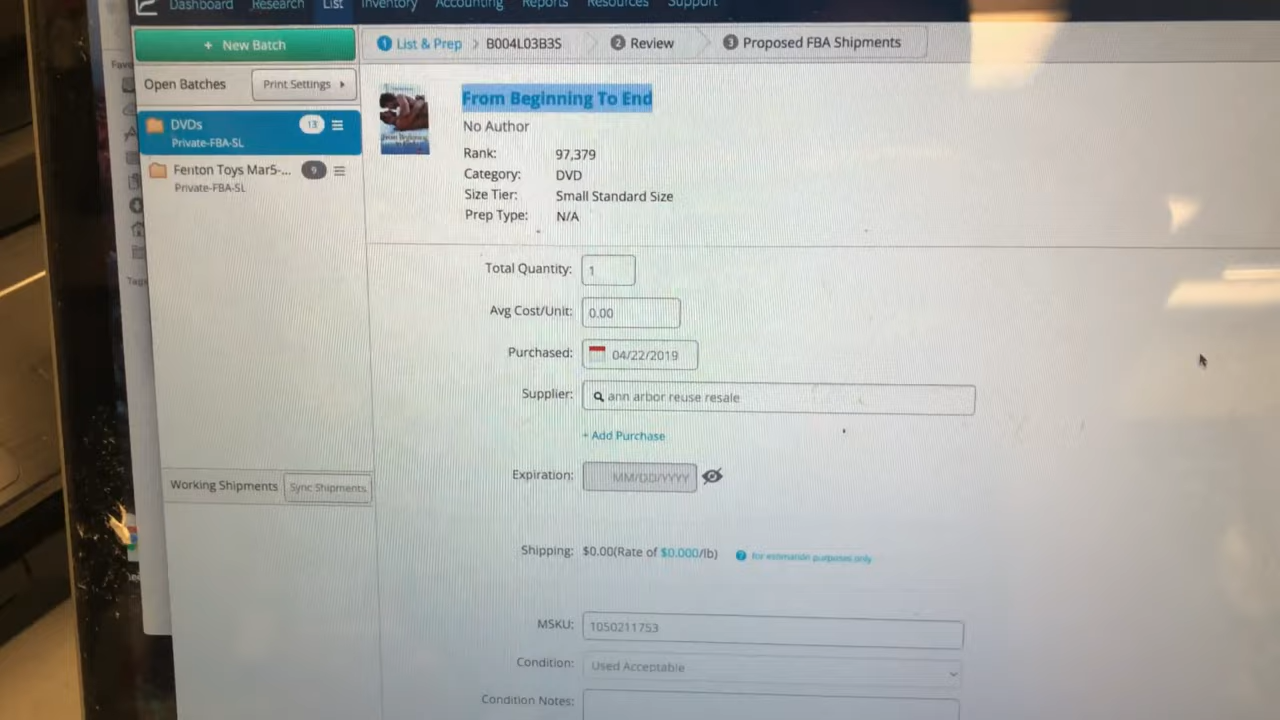 Dashboard Research List Inventory Accounting Reports Resources Support
+ New Batch
1 List & Prep > B004L03B3S 2 Review 3 Proposed FBA Shipments
Open Batches Print Settings
DVDs 13
Private-FBA-SL
Fenton Toys Mar5-... 9
Private-FBA-SL
From Beginning To End
No Author
Rank: 97,379
Category: DVD
Size Tier: Small Standard Size
Prep Type: N/A
Total Quantity: 1
Avg Cost/Unit: 0.00
Purchased: 04/22/2019
Supplier: ann arbor reuse resale
+ Add Purchase
Expiration: MM/DD/YYYY
Working Shipments Sync Shipments
Shipping: $0.00(Rate of $0.000/lb) ? for estimation purposes only
MSKU: 1050211753
Condition: Used Acceptable
Condition Notes: